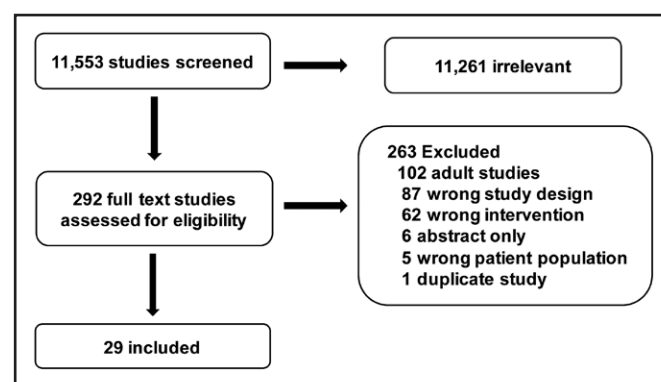 11,553 studies screened
11,261 irrelevant
292 full text studies
assessed for eligibility
263 Excluded
102 adult studies
87 wrong study design
62 wrong intervention
6 abstract only
5 wrong patient population
1 duplicate study
29 included